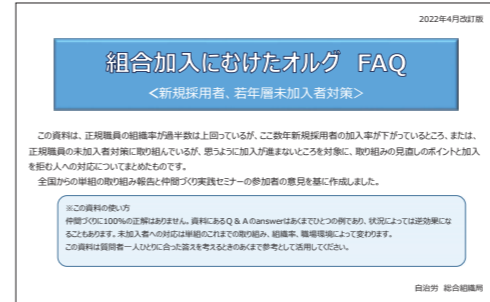 2022年4月改訂版
組合加入にむけたオルグ FAQ
<新規採用者、若年層未加入者対策>
この資料は、正規職員の組織率が過半数は上回っているが、ここ数年新規採用者の加入率が下がっているところ、または、
正規職員の未加入者対策に取り組んでいるが、思うように加入が進まないところを対象に、取り組みの見直しのポイントと加入
を拒む人への対応についてまとめたものです。
全国からの単組の取り組み報告と仲間づくり実践セミナーの参加者の意見を基に作成しました。
※この資料の使い方
仲間づくりに100%の正解はありません。資料にあるQ&Aのanswerはあくまでひとつの例であり、状況によっては逆効果にな
ることもあります。未加入者への対応は単組のこれまでの取り組み、組織率、職場環境によって変わります。
この資料は質問者一人ひとりに合った答えを考えるときのあくまで参考として活用してください。
自治労 総合組織局